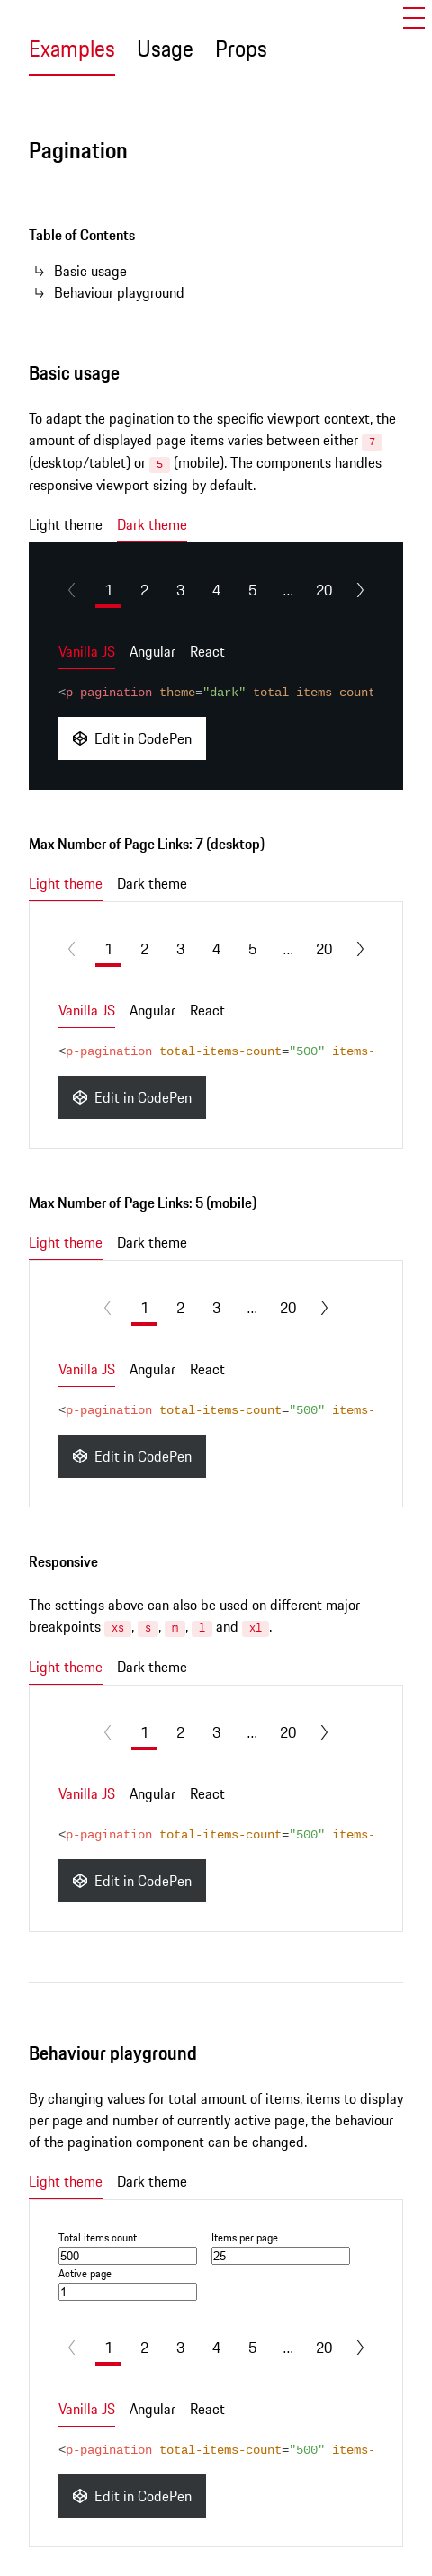 Examples Usage Props
Pagination
Table of Contents
↳ Basic usage
↳ Behaviour playground
Basic usage
To adapt the pagination to the specific viewport context, the
amount of displayed page items varies between either 7
(desktop/tablet) or 5 (mobile). The components handles
responsive viewport sizing by default.
Light theme Dark theme
1 2 3 4 5 ... 20
Vanilla JS Angular React
<p-pagination theme="dark" total-items-count
Edit in CodePen
Max Number of Page Links: 7 (desktop)
Light theme Dark theme
1 2 3 4 5 ... 20
Vanilla JS Angular React
<p-pagination total-items-count="500" items-
Edit in CodePen
Max Number of Page Links: 5 (mobile)
Light theme Dark theme
1 2 3 ... 20
Vanilla JS Angular React
<p-pagination total-items-count="500" items-
Edit in CodePen
Responsive
The settings above can also be used on different major
breakpoints xs, s, m, l and xl.
Light theme Dark theme
1 2 3 ... 20
Vanilla JS Angular React
<p-pagination total-items-count="500" items-
Edit in CodePen
Behaviour playground
By changing values for total amount of items, items to display
per page and number of currently active page, the behaviour
of the pagination component can be changed.
Light theme Dark theme
Total items count Items per page
500 25
Active page
1
1 2 3 4 5 ... 20
Vanilla JS Angular React
<p-pagination total-items-count="500" items-
Edit in CodePen